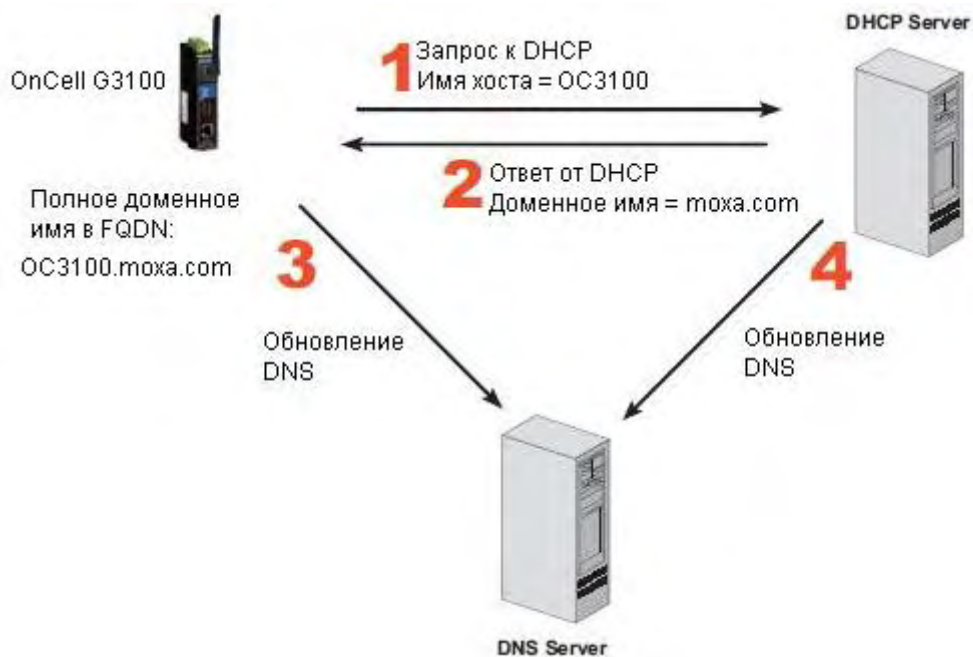 DHCP Server
OnCell G3100
1
Запрос к DHCP
Имя хоста = OC3100
2
Ответ от DHCP
Доменное имя = moxa.com
Полное доменное
имя в FQDN:
OC3100.moxa.com
3
4
Обновление
DNS
Обновление
DNS
DNS Server